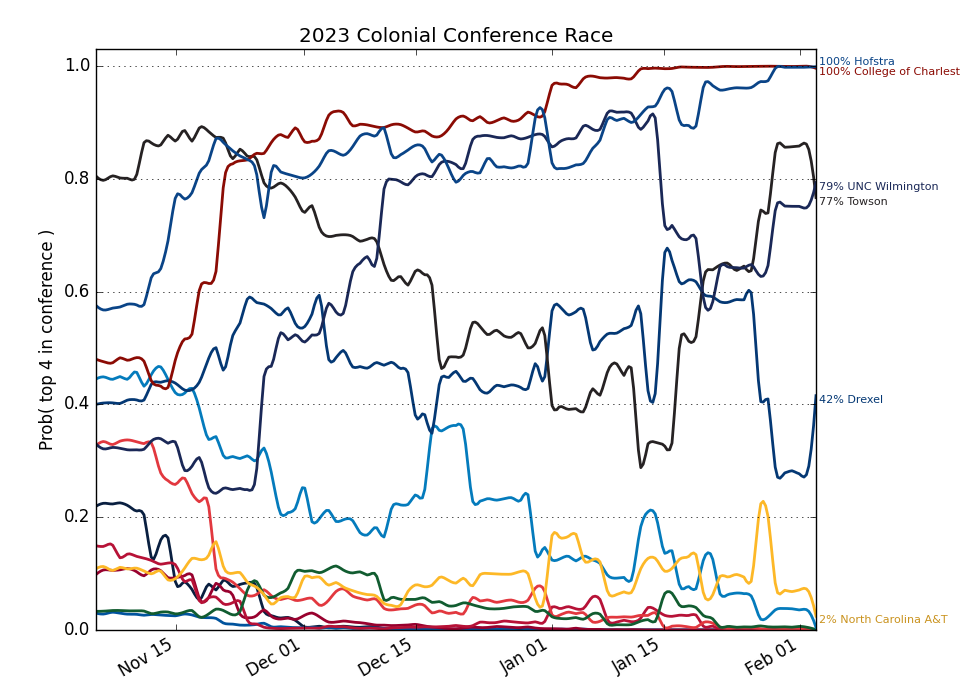 2023 Colonial Conference Race
Prob( top 4 in conference )
1.0
0.8
0.6
0.4
0.2
0.0
Nov 15
Dec 01
Dec 15
Jan 01
Jan 15
Feb 01
100% Hofstra
100% College of Charlest
79% UNC Wilmington
77% Towson
42% Drexel
2% North Carolina A&T